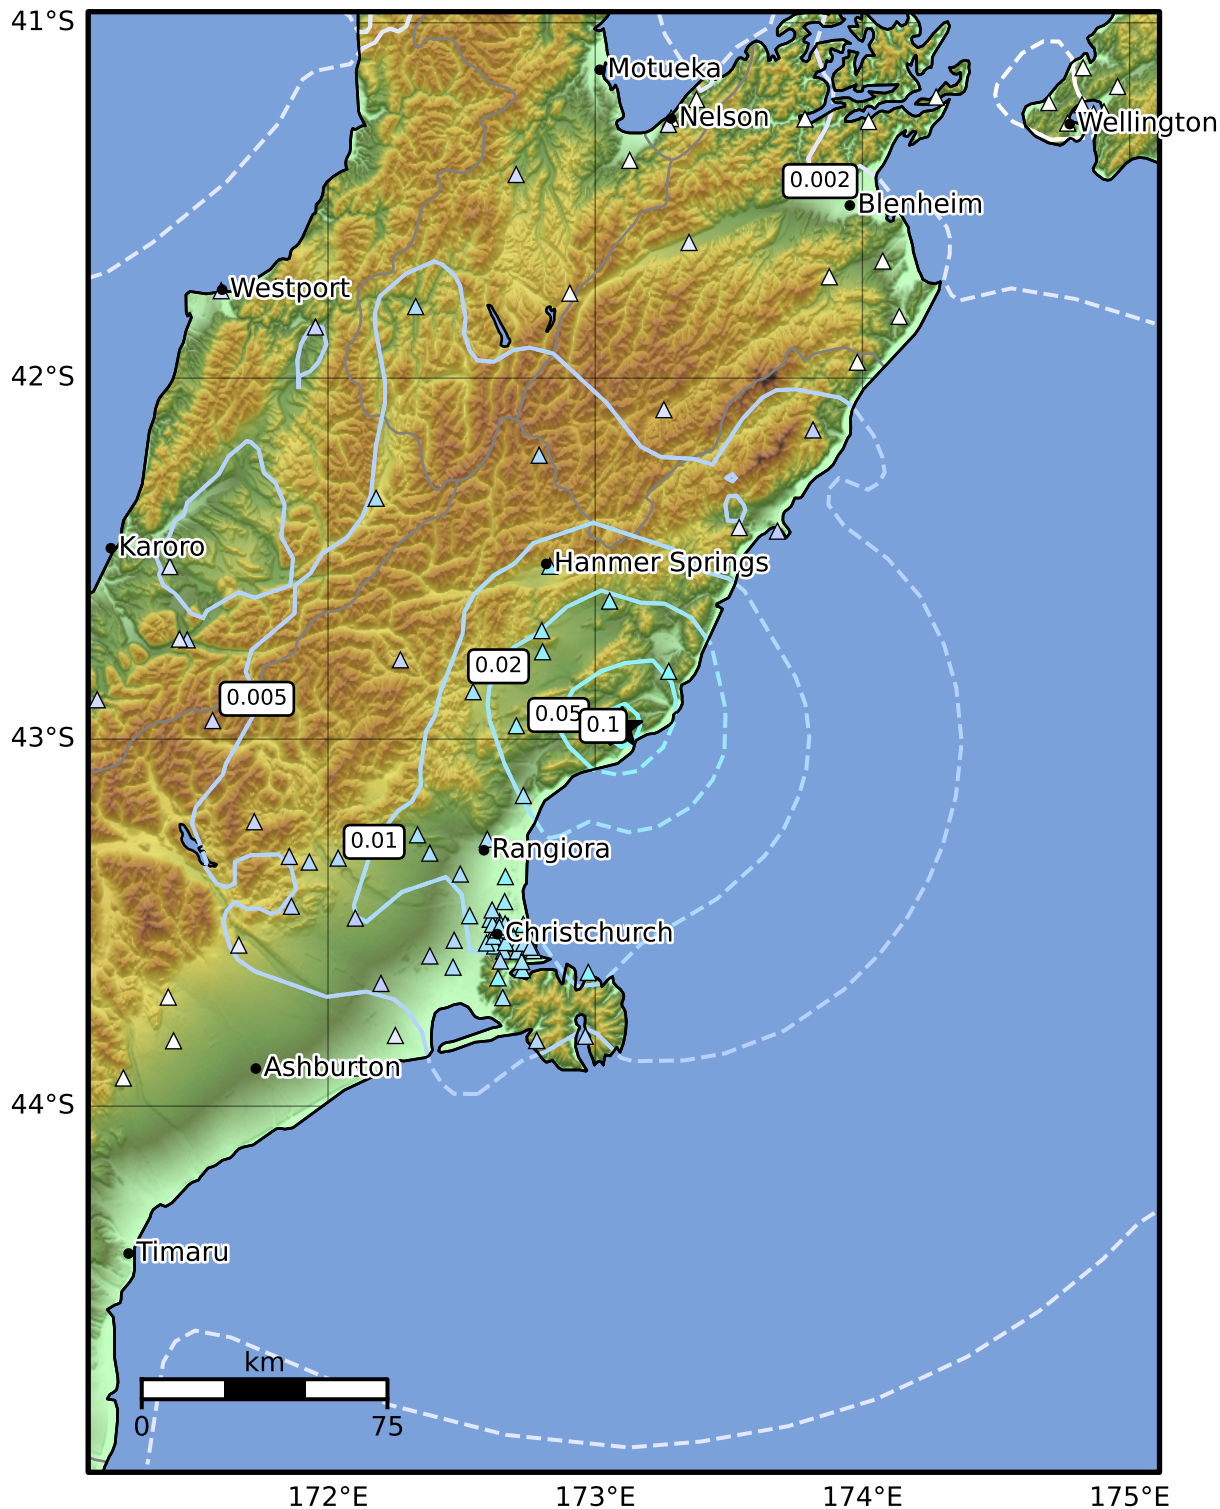 41°S
Motueka
Nelson
Wellington
0.002
Blenheim
Westport
42°S
Karoro
Hanmer Springs
0.02
0.005
0.05
0.1
43°S
0.01
Rangiora
Christchurch
Ashburton
44°S
Timaru
km
0
75
172°E
173°E
174°E
175°E